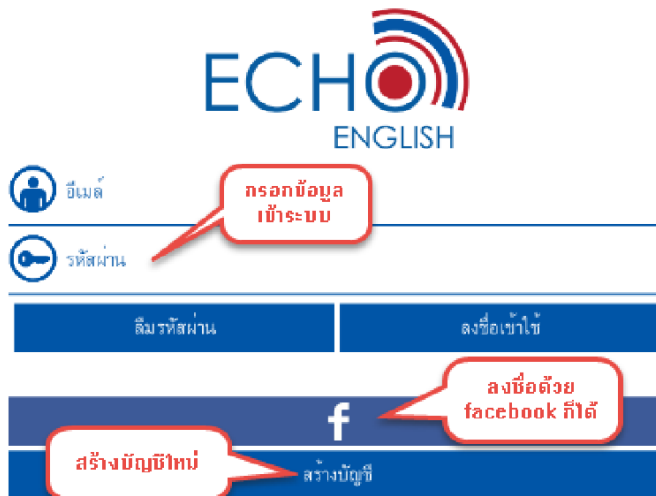 ECHO
ENGLISH
อีเมล์
กรอกข้อมูล
เข้าระบบ
รหัสผ่าน
ลืมรหัสผ่าน
ลงชื่อเข้าใช้
ลงชื่อด้วย
facebook ก็ได้
f
สร้างบัญชีใหม่
สร้างบัญชี